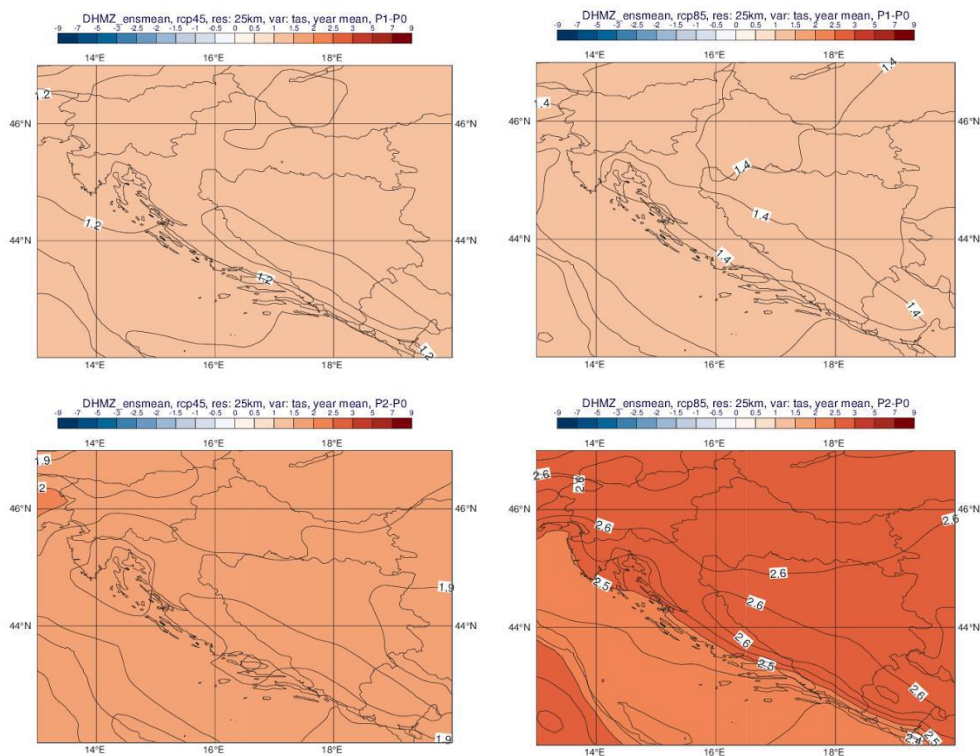 DHMZ_ensmean, rcp45, res: 25km, var: tas, year mean, P1-P0
-9 -7 -5 -3 -2.5 -2 -1.5 -1 -0.5 0 0.5 1 1.5 2 2.5 3 5 7 9
14°E 16°E 18°E
1.2
46°N 46°N
1.2
44°N 44°N
1.2
1.2
14°E 16°E 18°E
DHMZ_ensmean, rcp85, res: 25km, var: tas, year mean, P1-P0
-9 -7 -5 -3 -2.5 -2 -1.5 -1 -0.5 0 0.5 1 1.5 2 2.5 3 5 7 9
14°E 16°E 18°E
1.4
1.4
46°N 46°N
1.4
1.4
44°N 44°N
1.4
1.4
14°E 16°E 18°E
DHMZ_ensmean, rcp45, res: 25km, var: tas, year mean, P2-P0
-9 -7 -5 -3 -2.5 -2 -1.5 -1 -0.5 0 0.5 1 1.5 2 2.5 3 5 7 9
14°E 16°E 18°E
1.9
2
46°N 46°N
1.9
44°N 44°N
1.9
14°E 16°E 18°E
DHMZ_ensmean, rcp85, res: 25km, var: tas, year mean, P2-P0
-9 -7 -5 -3 -2.5 -2 -1.5 -1 -0.5 0 0.5 1 1.5 2 2.5 3 5 7 9
14°E 16°E 18°E
2.6
2.6
46°N 46°N
2.6
2.6
2.6
2.5
2.6
44°N 44°N
2.6
2.5
2.6
2.4
2.5
14°E 16°E 18°E